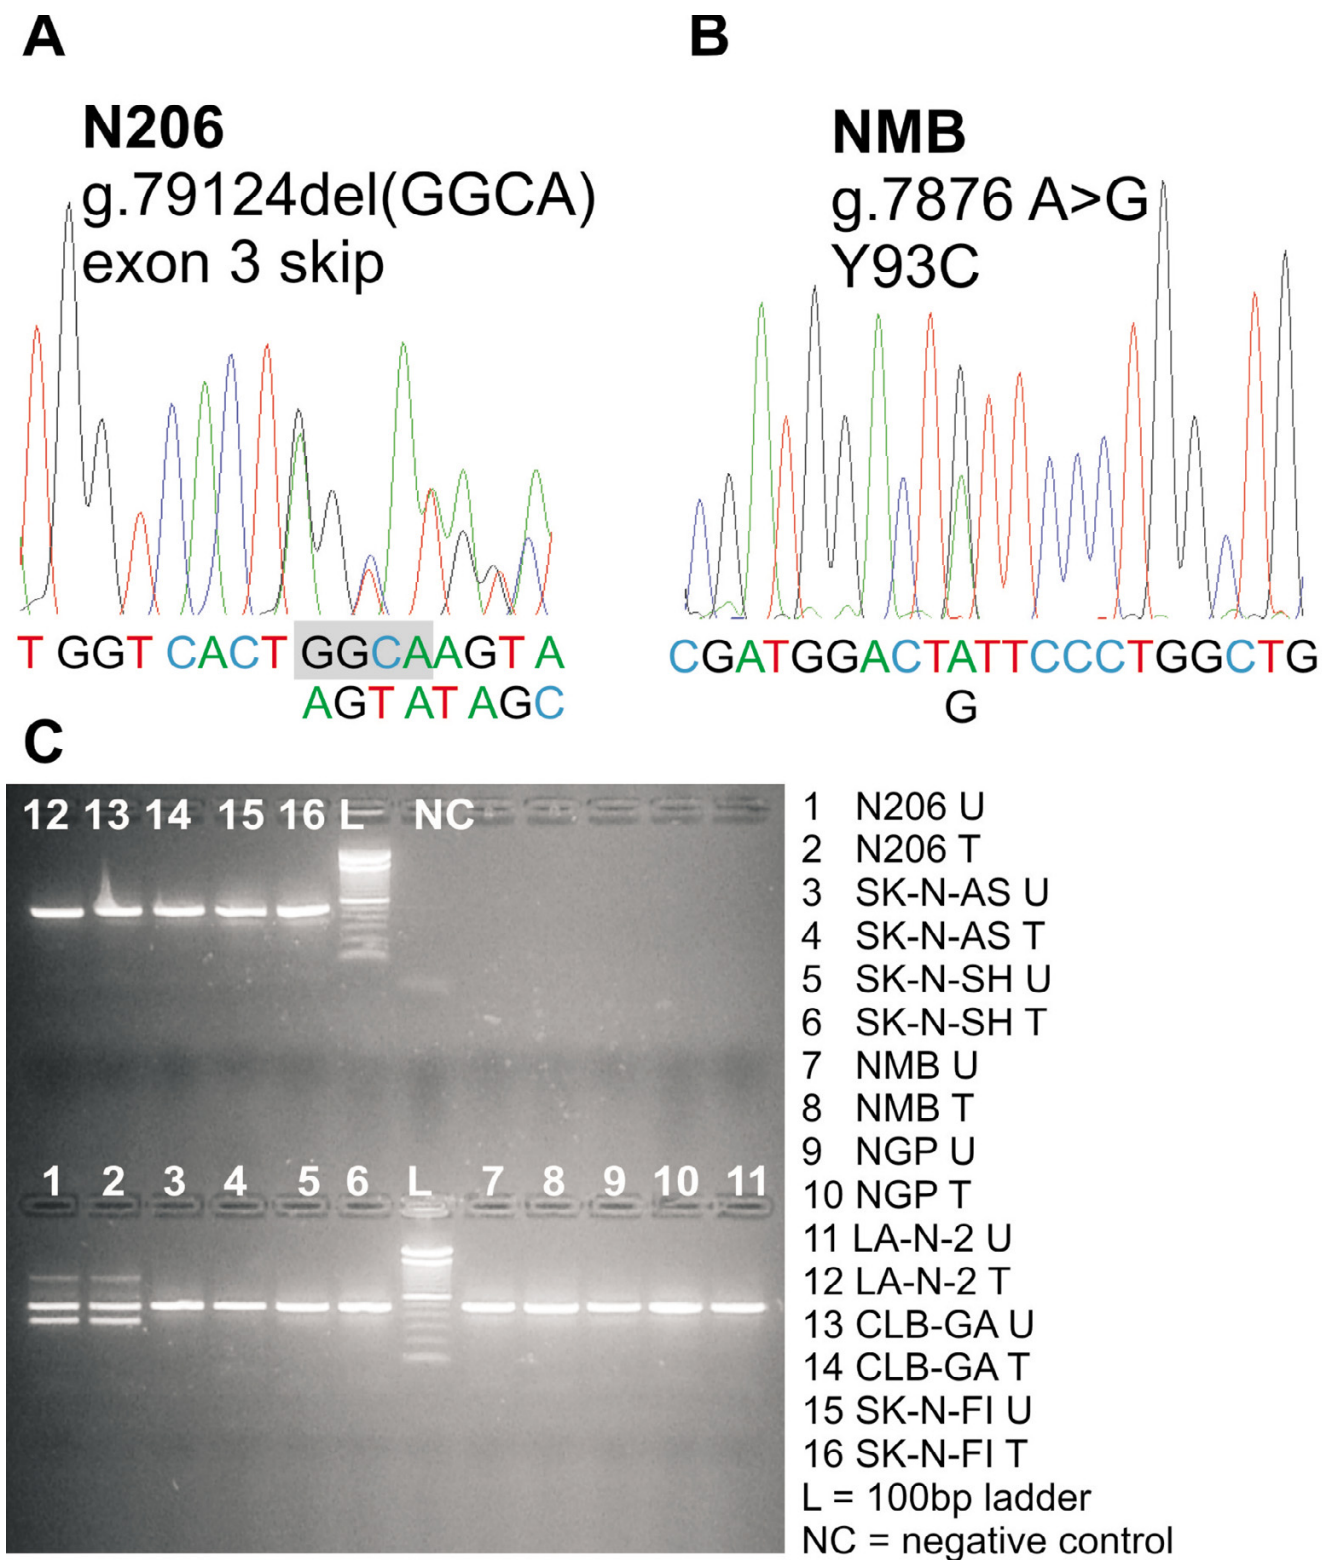 A
N206
g.79124del(GGCA)
exon 3 skip
T GGT CACT GGCAAGTA
AGTATAGC
B
NMB
g.7876 A>G
Y93C
CGATGGACTATTCCCTGGCTG
G
C
12 13 14 15 16 L NC
1 2 3 4 5 6 L 7 8 9 10 11
1 N206 U
2 N206 T
3 SK-N-AS U
4 SK-N-AS T
5 SK-N-SH U
6 SK-N-SH T
7 NMB U
8 NMB T
9 NGP U
10 NGP T
11 LA-N-2 U
12 LA-N-2 T
13 CLB-GA U
14 CLB-GA T
15 SK-N-FI U
16 SK-N-FI T
L = 100bp ladder
NC = negative control